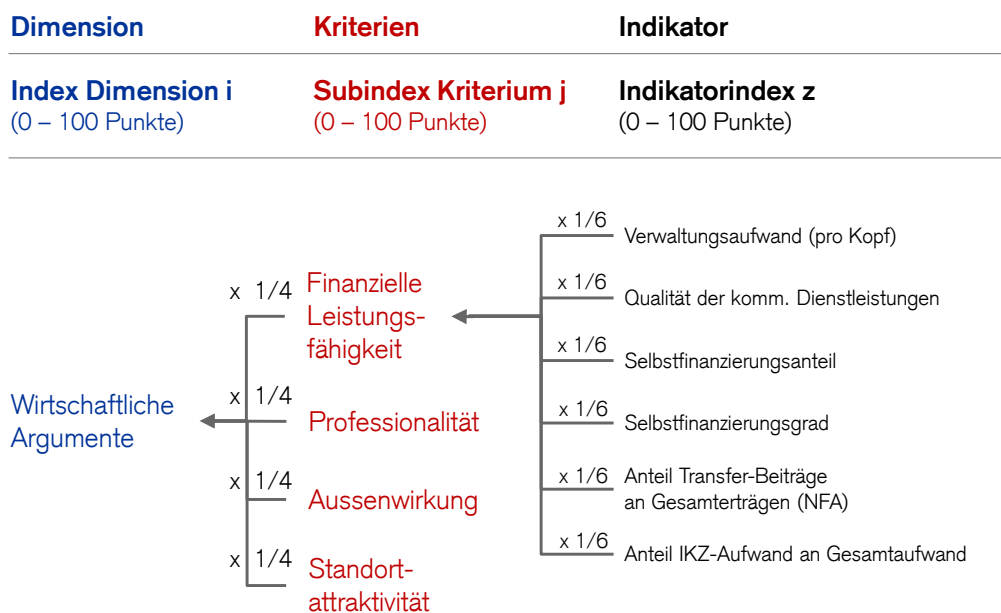 Dimension
Kriterien
Indikator
Index Dimension i
(0 – 100 Punkte)
Subindex Kriterium j
(0 – 100 Punkte)
Indikatorindex z
(0 – 100 Punkte)
Wirtschaftliche
Argumente
x 1/4
Finanzielle
Leistungs-
fähigkeit
x 1/4
Professionalität
x 1/4
Aussenwirkung
x 1/4
Standort-
attraktivität
x 1/6
Verwaltungsaufwand (pro Kopf)
x 1/6
Qualität der komm. Dienstleistungen
x 1/6
Selbstfinanzierungsanteil
x 1/6
Selbstfinanzierungsgrad
x 1/6
Anteil Transfer-Beiträge
an Gesamterträgen (NFA)
x 1/6
Anteil IKZ-Aufwand an Gesamtaufwand